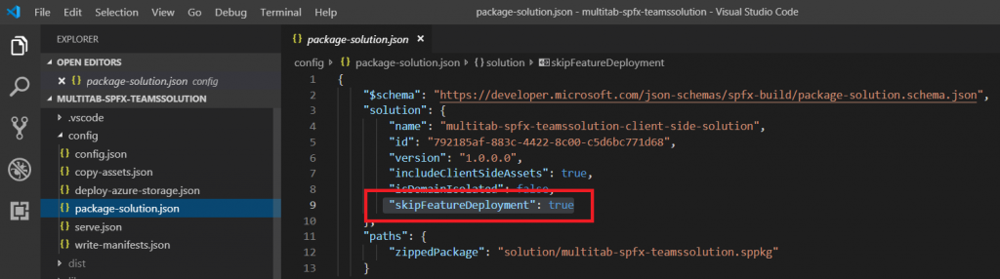 File Edit Selection View Go Debug Terminal Help package-solution.json - multitab-spfx-teamssolution - Visual Studio Code
EXPLORER
OPEN EDITORS
× {} package-solution.json config
MULTITAB-SPFX-TEAMSSOLUTION
.vscode
config
{} config.json
{} copy-assets.json
{} deploy-azure-storage.json
{} package-solution.json
{} serve.json
{} write-manifests.json
dist
{} package-solution.json ×
config › {} package-solution.json › {} solution › skipFeatureDeployment
1 {
2 "$schema": "https://developer.microsoft.com/json-schemas/spfx-build/package-solution.schema.json",
3 "solution": {
4 "name": "multitab-spfx-teamssolution-client-side-solution",
5 "id": "792185af-883c-4422-8c00-c5d6bc771d68",
6 "version": "1.0.0.0",
7 "includeClientSideAssets": true,
8 "isDomainIsolated": false,
9 "skipFeatureDeployment": true
10 },
11 "paths": {
12 "zippedPackage": "solution/multitab-spfx-teamssolution.sppkg"
13 }